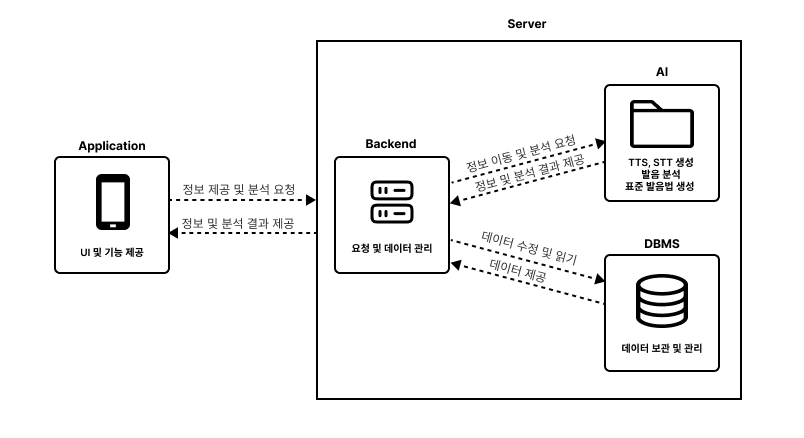 Server
AI
TTS, STT 생성
발음 분석
표준 발음법 생성
Application
UI 및 기능 제공
정보 제공 및 분석 요청
정보 및 분석 결과 제공
Backend
요청 및 데이터 관리
정보 이동 및 분석 요청
정보 및 분석 결과 제공
데이터 수정 및 읽기
데이터 제공
DBMS
데이터 보관 및 관리